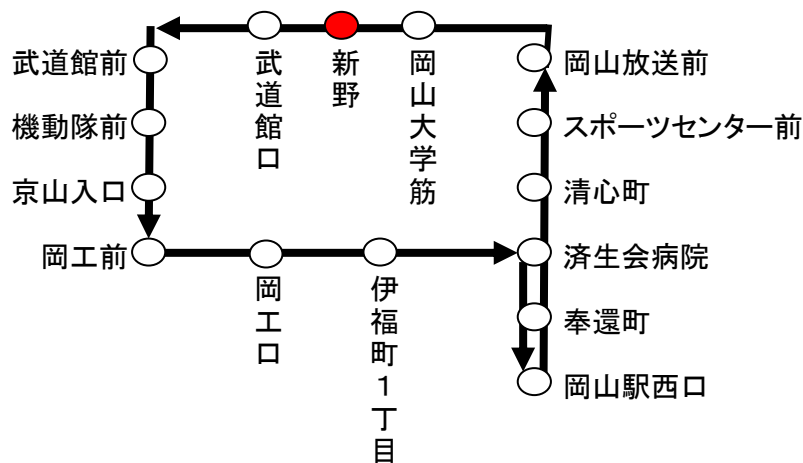 武道館前
機動隊前
京山入口
岡工前
武道館口
新野
岡山大学筋
岡山放送前
スポーツセンター前
清心町
済生会病院
奉還町
岡山駅西口
岡工口
伊福町１丁目